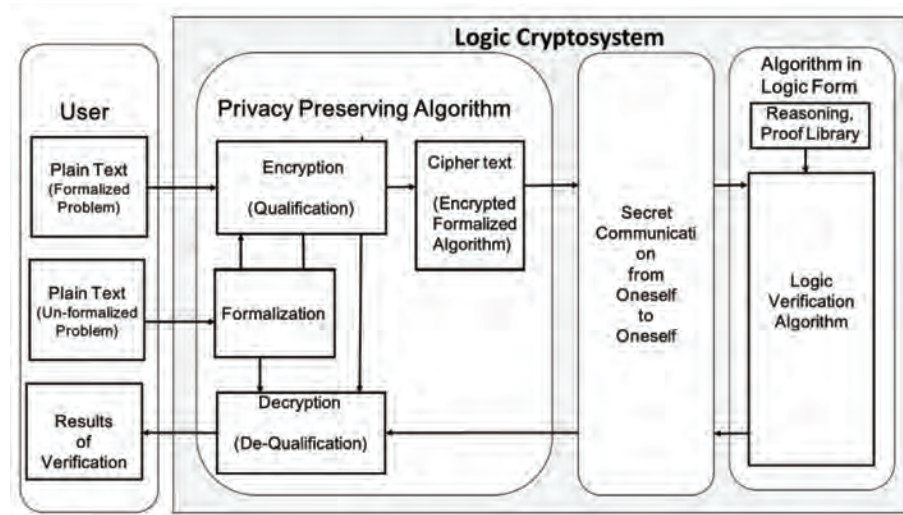 Logic Cryptosystem
User
Plain Text
(Formalized
Problem)
Plain Text
(Un-formalized
Problem)
Results
of
Verification
Privacy Preserving Algorithm
Encryption
(Qualification)
Cipher text
(Encrypted
Formalized
Algorithm)
Formalization
Decryption
(De-Qualification)
Secret
Communicati
on
from
Oneself
to
Oneself
Algorithm in
Logic Form
Reasoning,
Proof Library
Logic
Verification
Algorithm